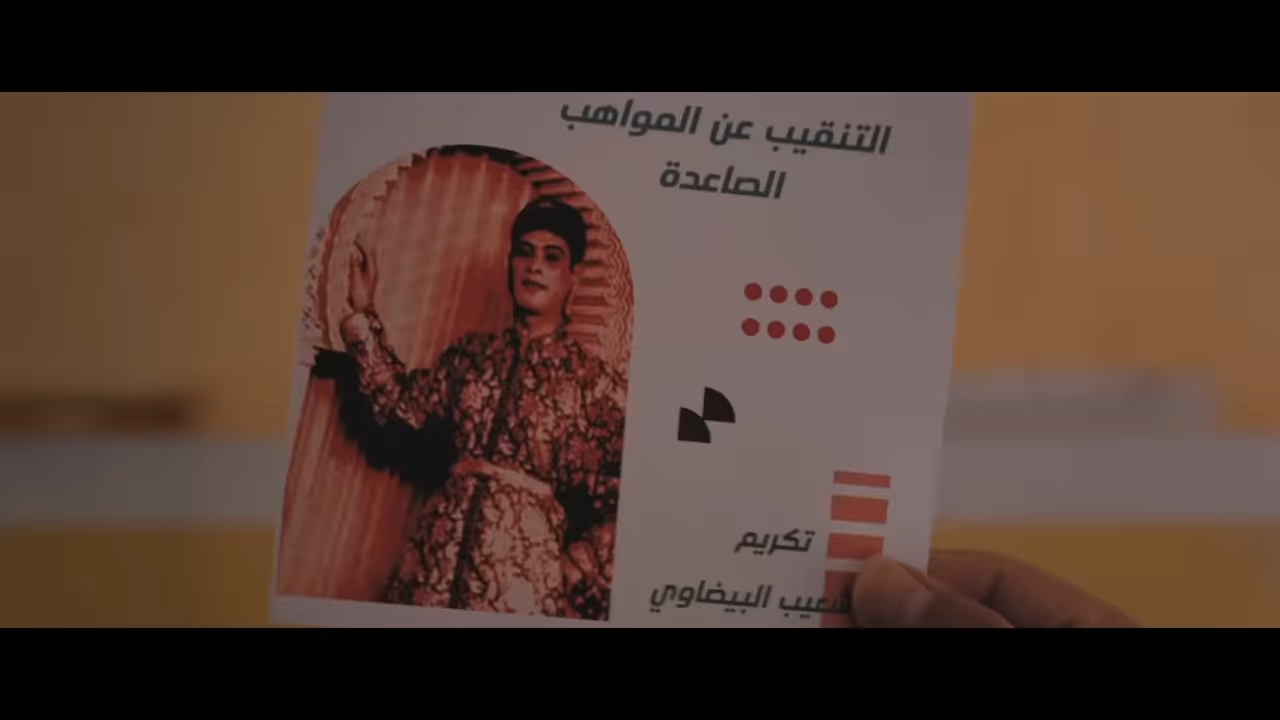 التنقيب عن المواهب
الصاعدة
تكريم
البيضاوي